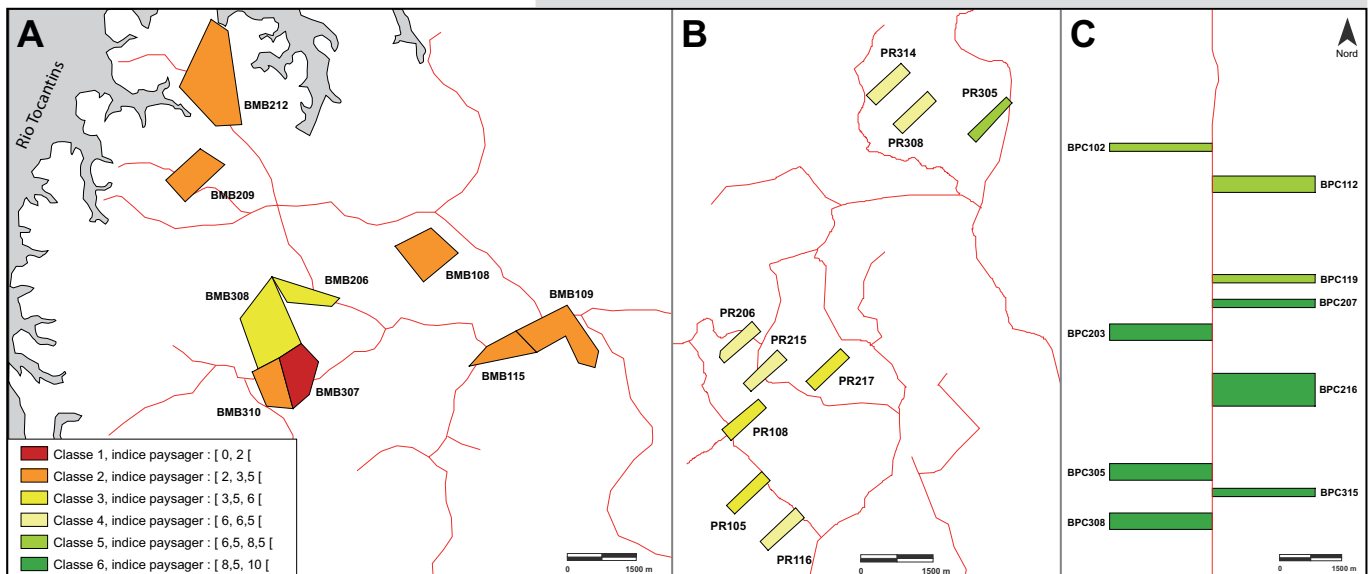 A
Rio Tocantins
BMB212
BMB209
BMB108
BMB206
BMB308
BMB109
BMB115
BMB307
BMB310
Classe 1, indice paysager : [ 0, 2 [
Classe 2, indice paysager : [ 2, 3,5 [
Classe 3, indice paysager : [ 3,5, 6 [
Classe 4, indice paysager : [ 6, 6,5 [
Classe 5, indice paysager : [ 6,5, 8,5 [
Classe 6, indice paysager : [ 8,5, 10 [
0 1500 m
B
PR314
PR305
PR308
PR206
PR215
PR217
PR108
PR105
PR116
0 1500 m
C
Nord
BPC102
BPC112
BPC119
BPC207
BPC203
BPC216
BPC305
BPC315
BPC308
0 1500 m